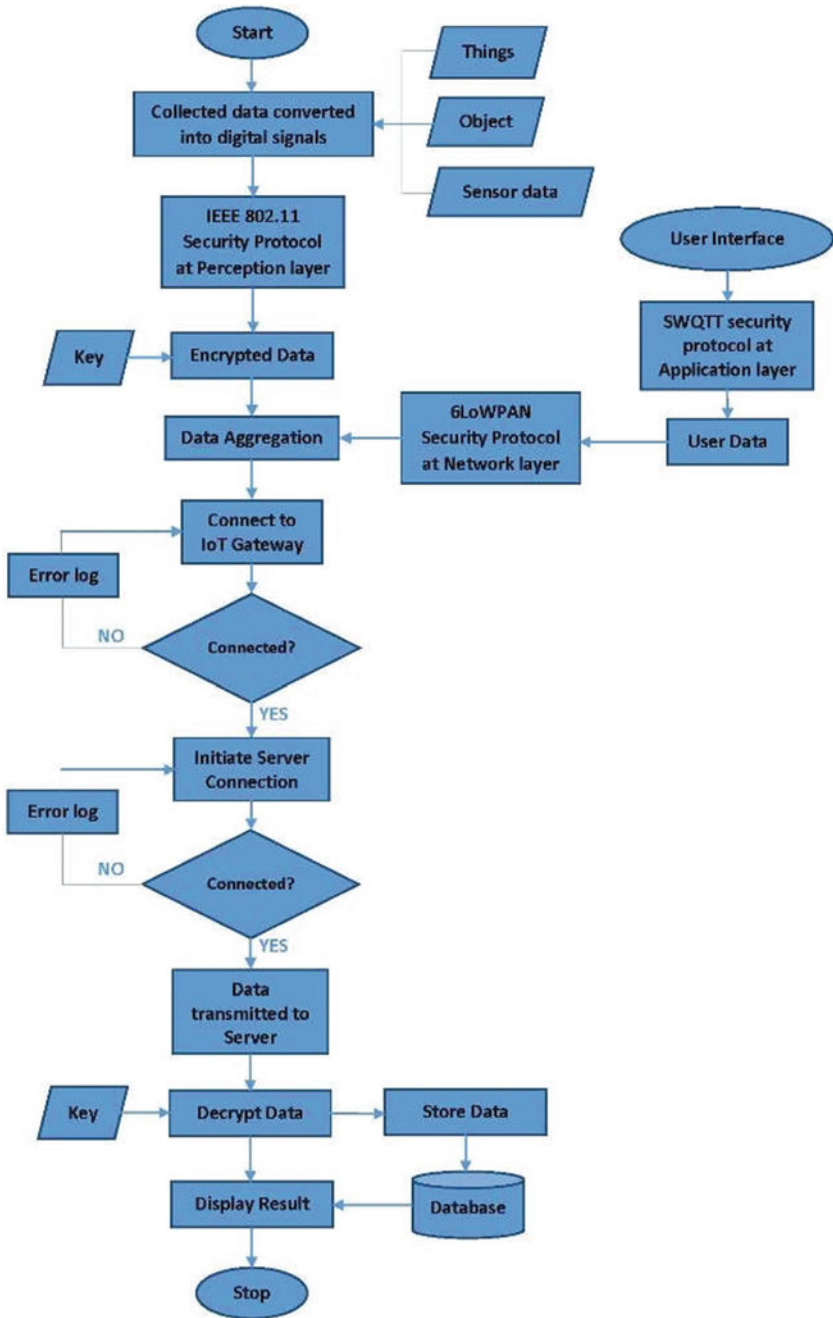 Start
Things
Collected data converted
into digital signals
Object
Sensor data
IEEE 802.11
Security Protocol
at Perception layer
User Interface
SWQTT security
protocol at
Application layer
Key
Encrypted Data
6LoWPAN
Security Protocol
at Network layer
Data Aggregation
User Data
Connect to
IoT Gateway
Error log
NO
Connected?
YES
Initiate Server
Connection
Error log
NO
Connected?
YES
Data
transmitted to
Server
Key
Decrypt Data
Store Data
Display Result
Database
Stop